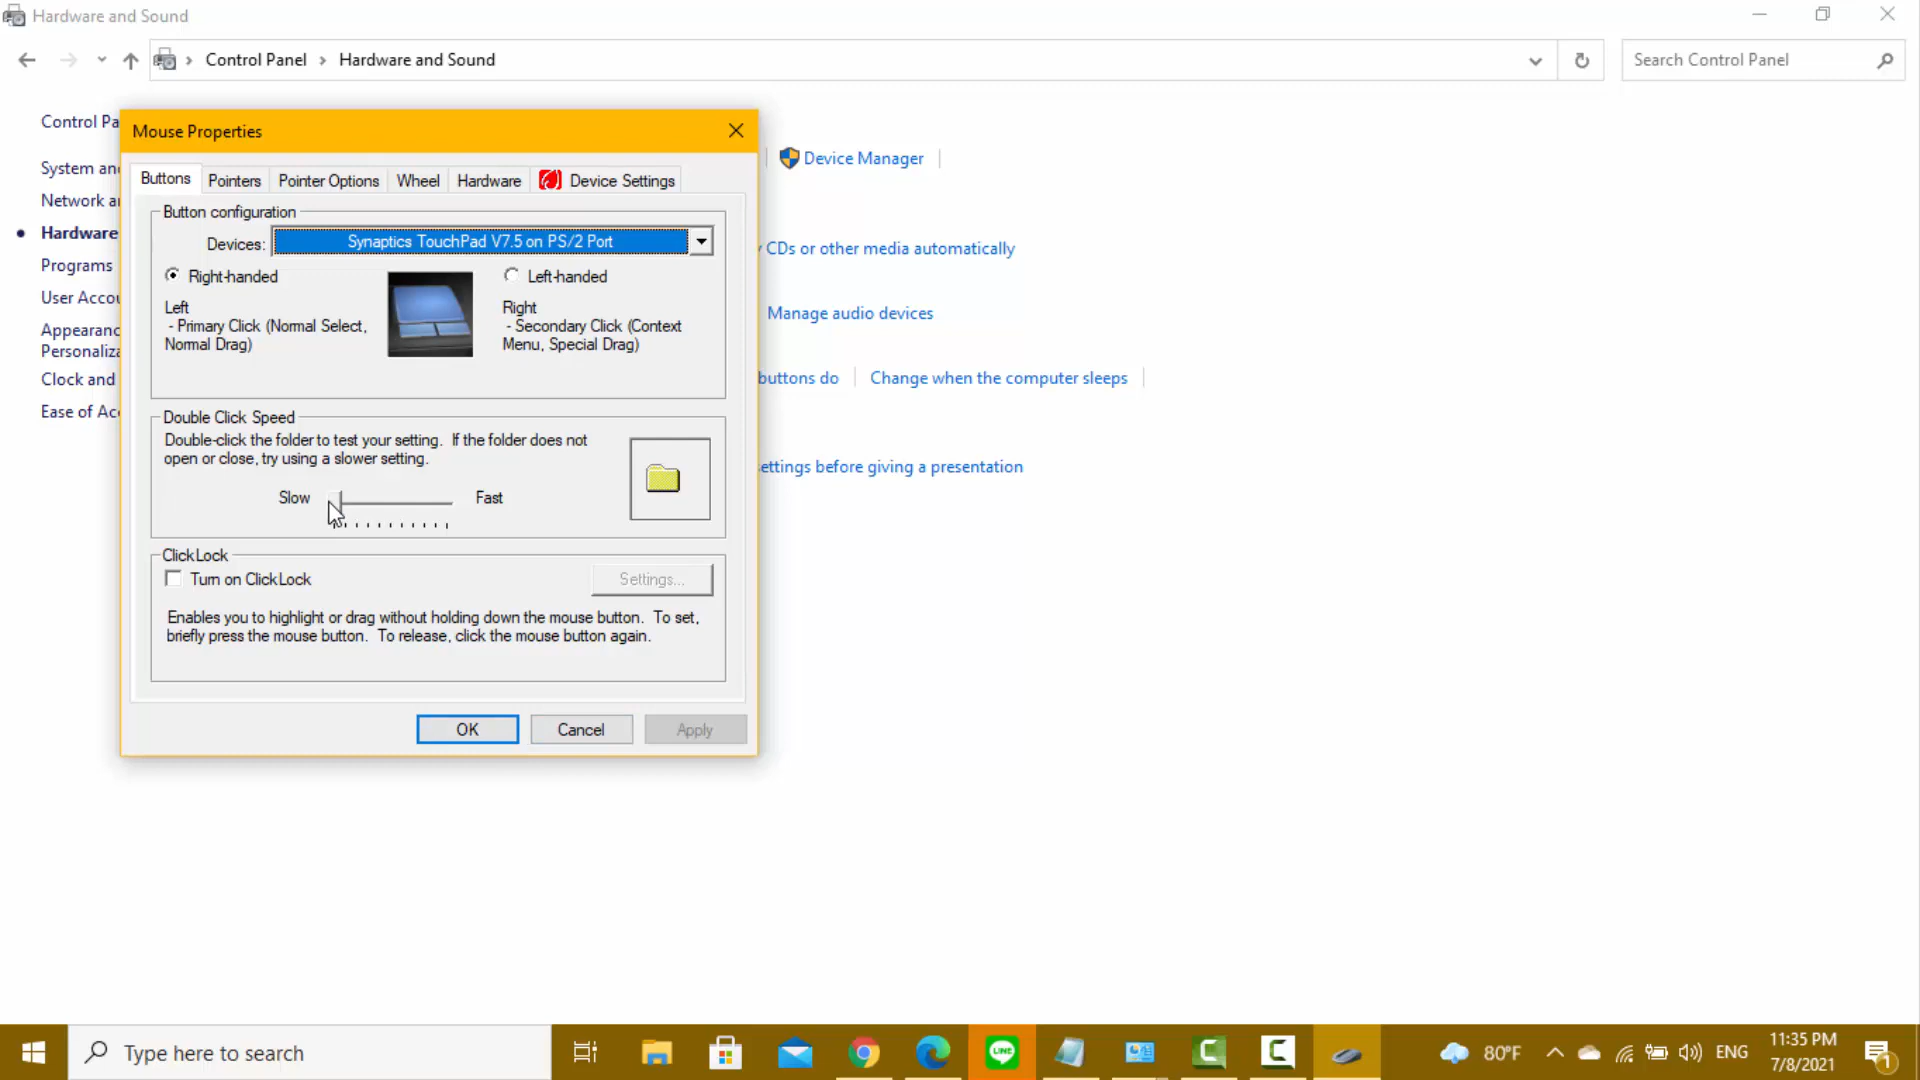 Hardware and Sound
Control Panel
Hardware and Sound
Search Control Panel
Control Pa
System an
Network a
Hardware
Programs
User Accou
Appearanc
Personaliza
Clock and
Ease of Acc
Device Manager
CDs or other media automatically
Manage audio devices
buttons do
Change when the computer sleeps
settings before giving a presentation
Mouse Properties
Buttons
Pointers
Pointer Options
Wheel
Hardware
Device Settings
Button configuration
Devices:
Synaptics TouchPad V7.5 on PS/2 Port
Right-handed
Left-handed
Left
- Primary Click (Normal Select,
Normal Drag)
Right
- Secondary Click (Context
Menu, Special Drag)
Double Click Speed
Double-click the folder to test your setting. If the folder does not
open or close, try using a slower setting.
Slow
Fast
ClickLock
Turn on ClickLock
Settings...
Enables you to highlight or drag without holding down the mouse button. To set,
briefly press the mouse button. To release, click the mouse button again.
OK
Cancel
Apply
Type here to search
LINE
80°F
ENG
11:35 PM
7/8/2021
1